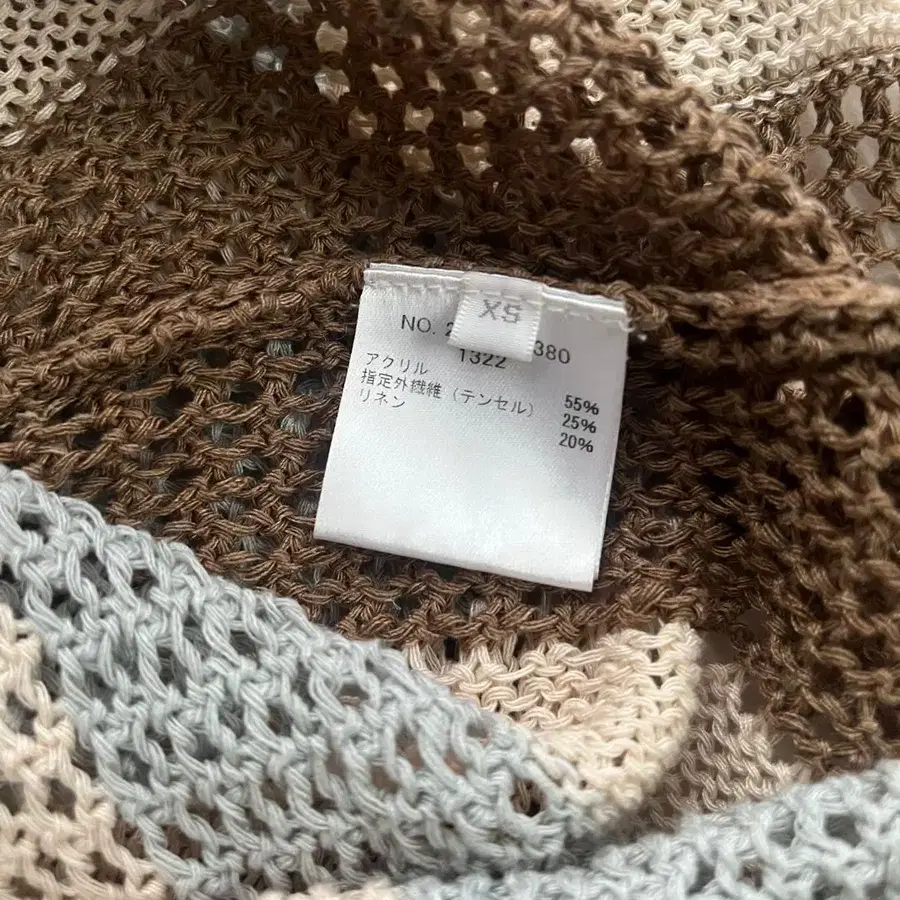 XS
NO. 2 380
1322
アクリル 55%
指定外繊維（テンセル） 25%
リネン 20%